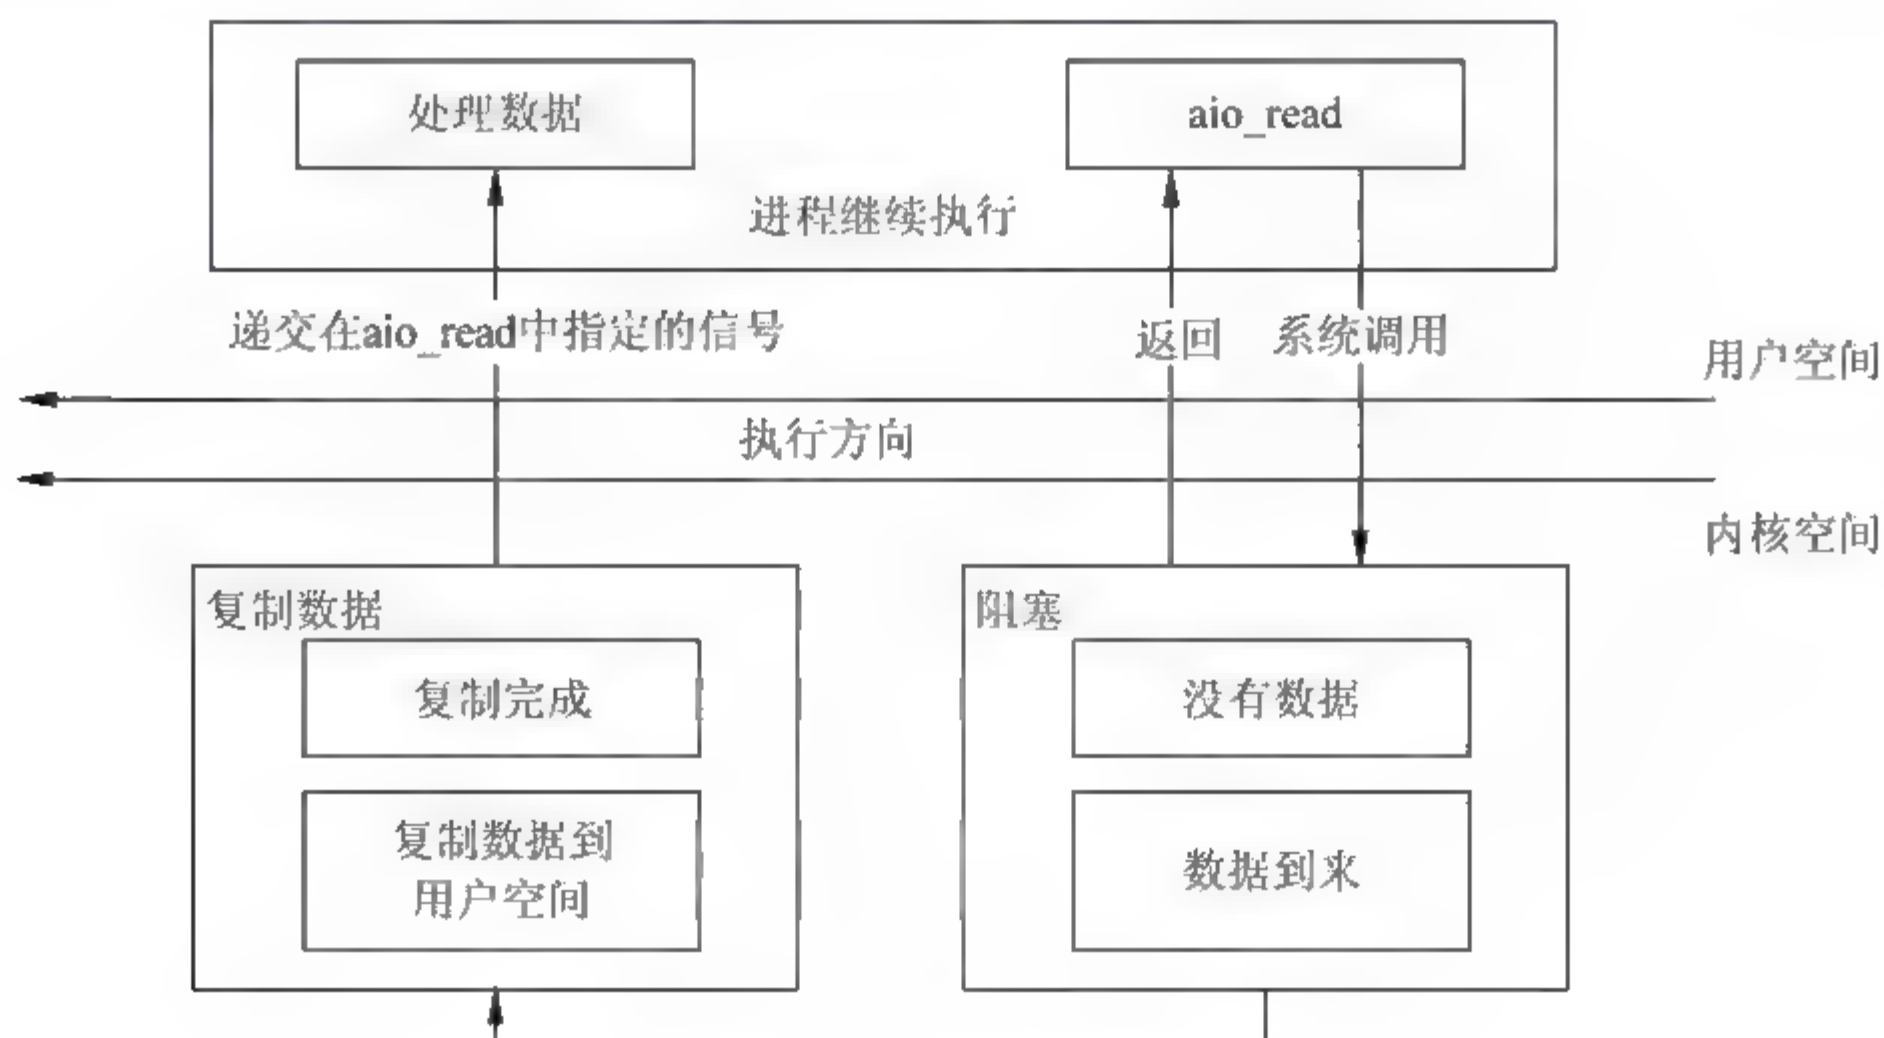 处理数据
aio_read
进程继续执行
递交在aio_read中指定的信号
返回
系统调用
用户空间
执行方向
内核空间
复制数据
阻塞
复制完成
没有数据
复制数据到
用户空间
数据到来